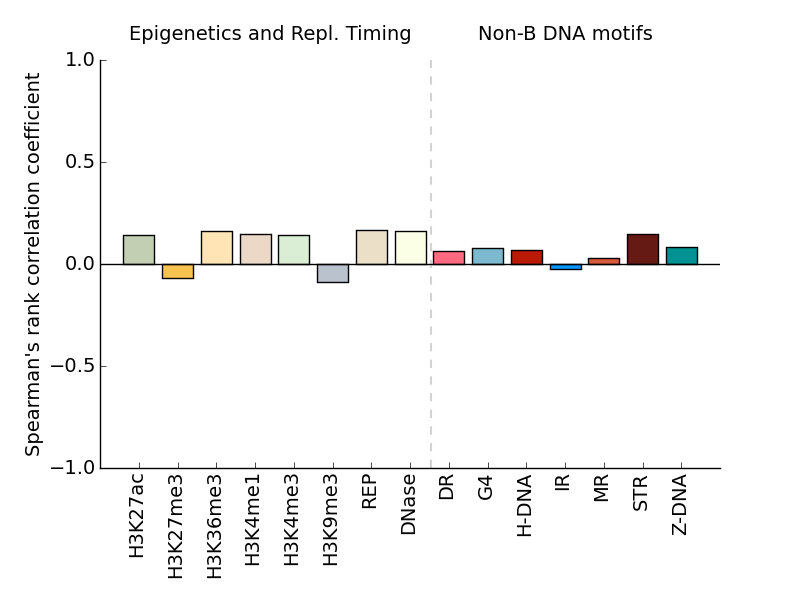 Epigenetics and Repl. Timing
Non-B DNA motifs
Spearman's rank correlation coefficient
1.0
0.5
0.0
−0.5
−1.0
H3K27ac
H3K27me3
H3K36me3
H3K4me1
H3K4me3
H3K9me3
REP
DNase
DR
G4
H-DNA
IR
MR
STR
Z-DNA